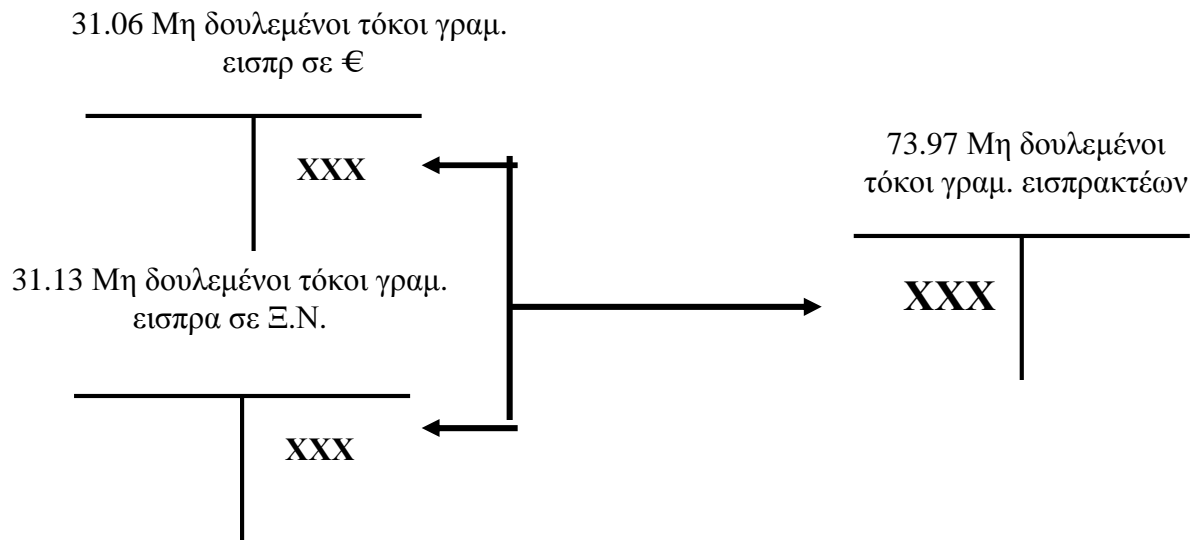 31.06 Μη δουλεμένοι τόκοι γραμ.
εισπρ σε €
XXX
31.13 Μη δουλεμένοι τόκοι γραμ.
εισπρα σε Ξ.Ν.
XXX
73.97 Μη δουλεμένοι
τόκοι γραμ. εισπρακτέων
XXX